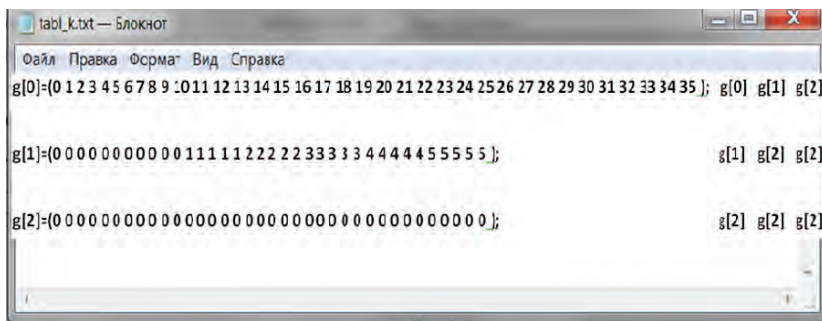 tabl_k.txt — Блокнот
Файл Правка Формат Вид Справка
g[0]=(0 1 2 3 4 5 6 7 8 9 10 11 12 13 14 15 16 17 18 19 20 21 22 23 24 25 26 27 28 29 30 31 32 33 34 35 ); g[0] g[1] g[2]
g[1]=(0 0 0 0 0 0 0 0 0 0 0 1 1 1 1 1 2 2 2 2 2 3 3 3 3 3 4 4 4 4 4 5 5 5 5 5 ); g[1] g[2] g[2]
g[2]=(0 0 0 0 0 0 0 0 0 0 0 0 0 0 0 0 0 0 0 0 0 0 0 0 0 0 0 0 0 0 0 0 0 0 0 0 ); g[2] g[2] g[2]